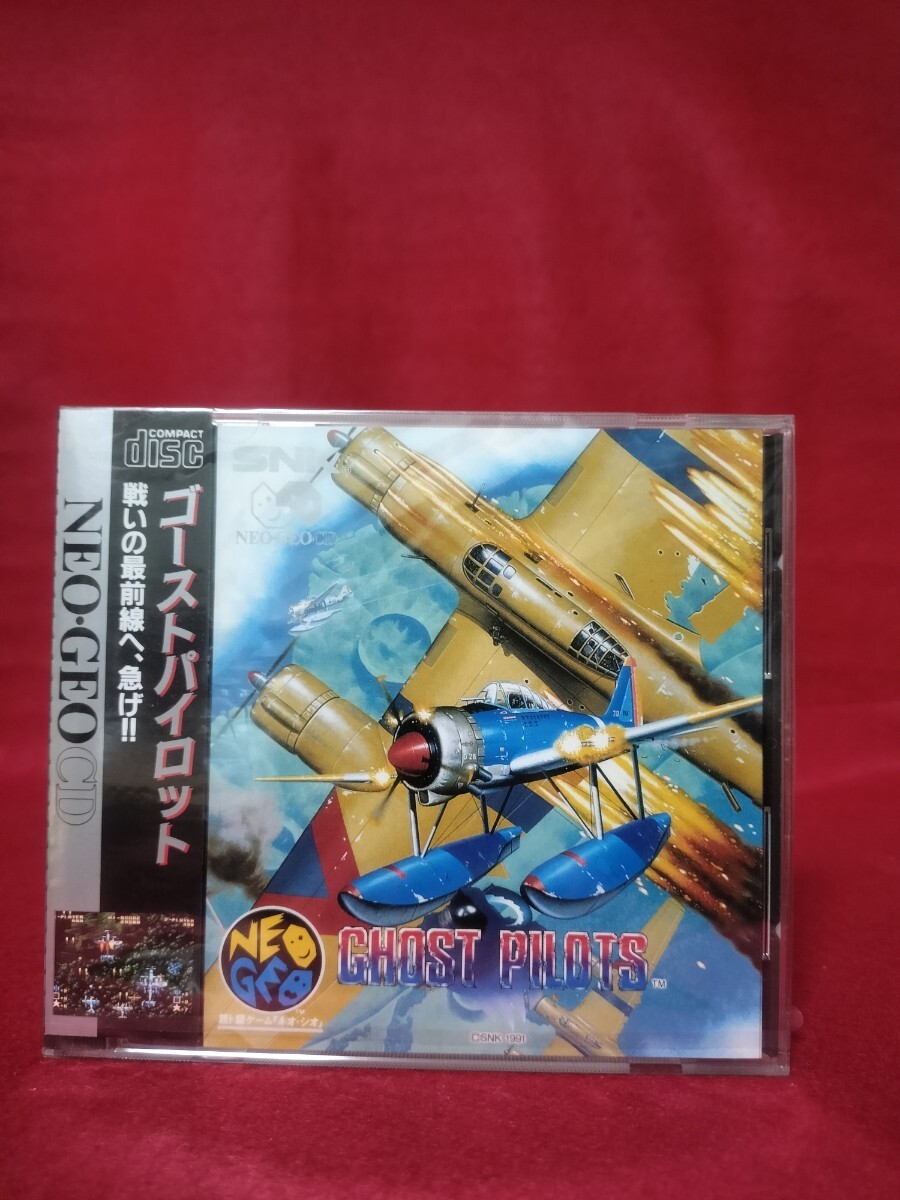 COMPACT
disc
NEO・GEO CD
ゴーストパイロット
戦いの最前線へ、急げ!!
SNK
NEO・GEO CD
NEO
GEO
GHOST PILOTS TM
©SNK 1991